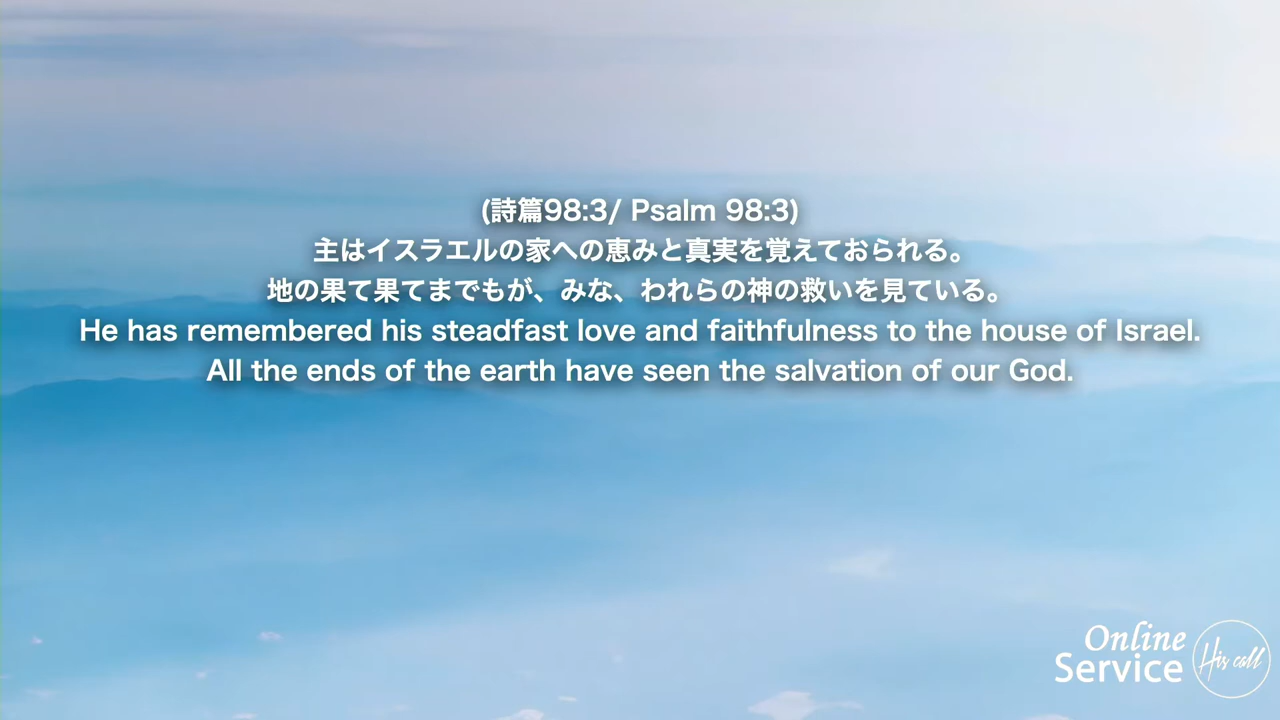 (詩篇98:3/ Psalm 98:3)
主はイスラエルの家への恵みと真実を覚えておられる。
地の果て果てまでもが、みな、われらの神の救いを見ている。
He has remembered his steadfast love and faithfulness to the house of Israel.
All the ends of the earth have seen the salvation of our God.
Online
Service
His call